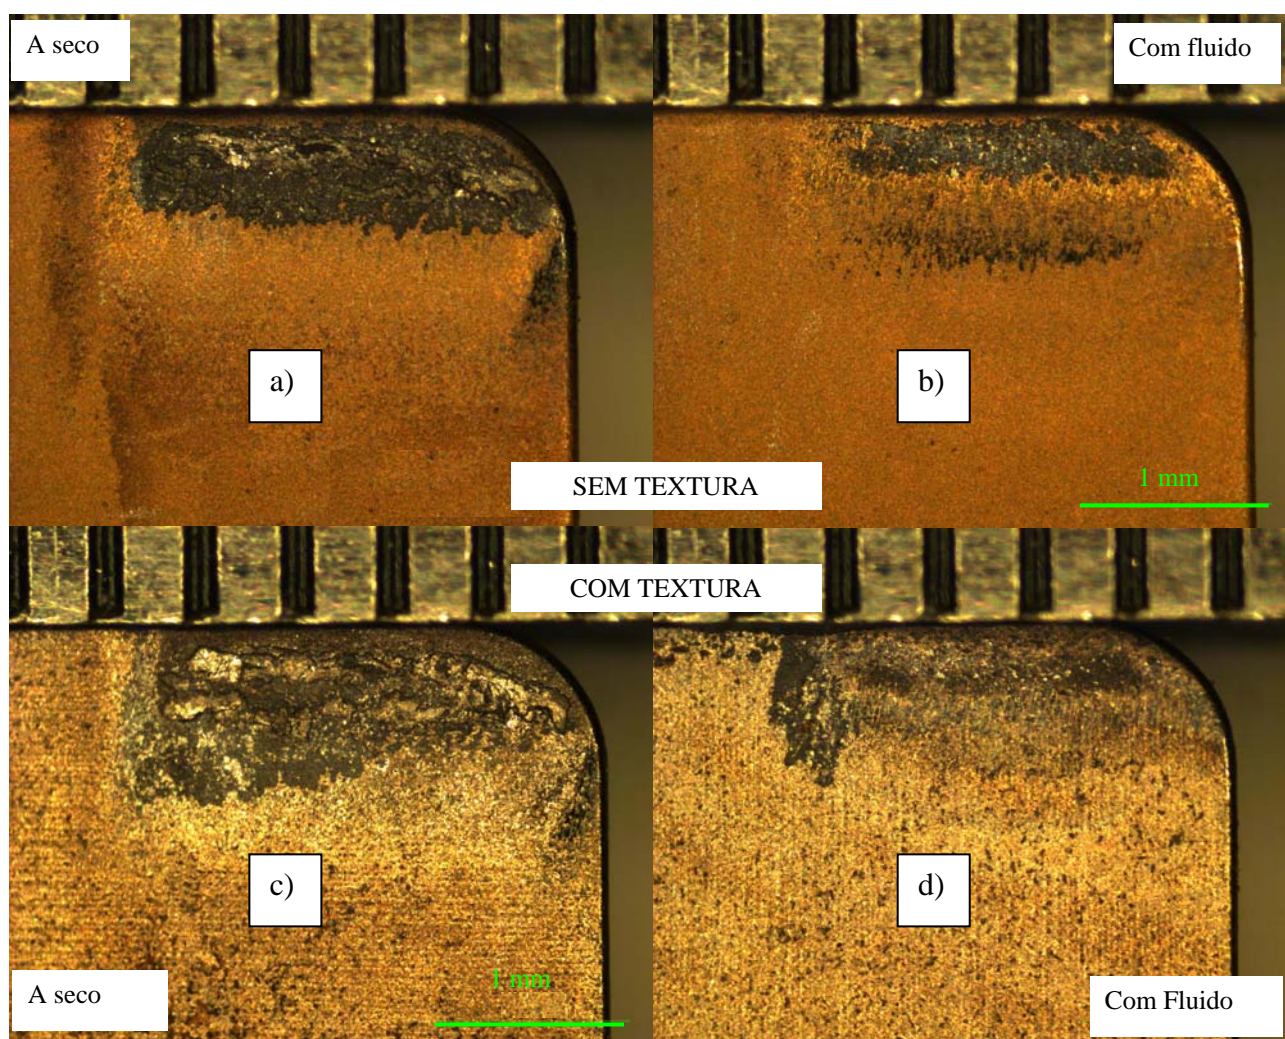 A seco
Com fluido
a)
b)
SEM TEXTURA
1 mm
COM TEXTURA
c)
d)
1 mm
A seco
Com Fluido